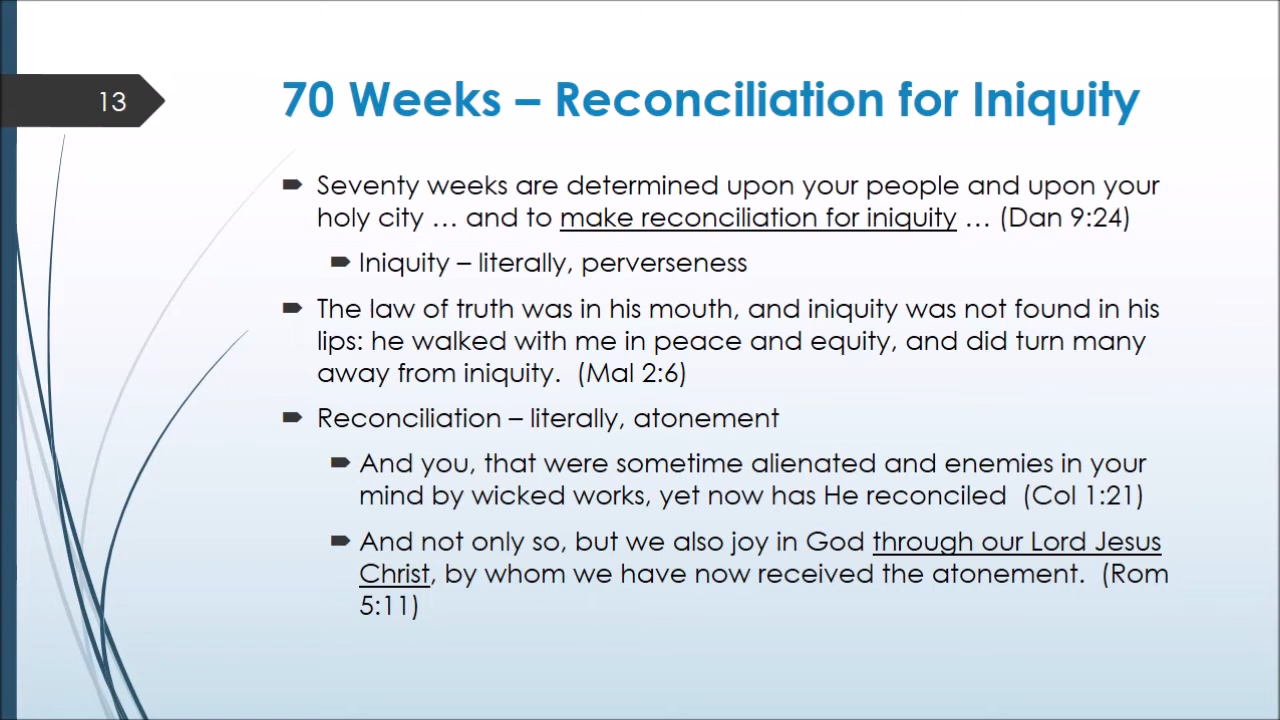 13
70 Weeks – Reconciliation for Iniquity
Seventy weeks are determined upon your people and upon your
holy city … and to make reconciliation for iniquity … (Dan 9:24)
Iniquity – literally, perverseness
The law of truth was in his mouth, and iniquity was not found in his
lips: he walked with me in peace and equity, and did turn many
away from iniquity.  (Mal 2:6)
Reconciliation – literally, atonement
And you, that were sometime alienated and enemies in your
mind by wicked works, yet now has He reconciled  (Col 1:21)
And not only so, but we also joy in God through our Lord Jesus
Christ, by whom we have now received the atonement.  (Rom
5:11)